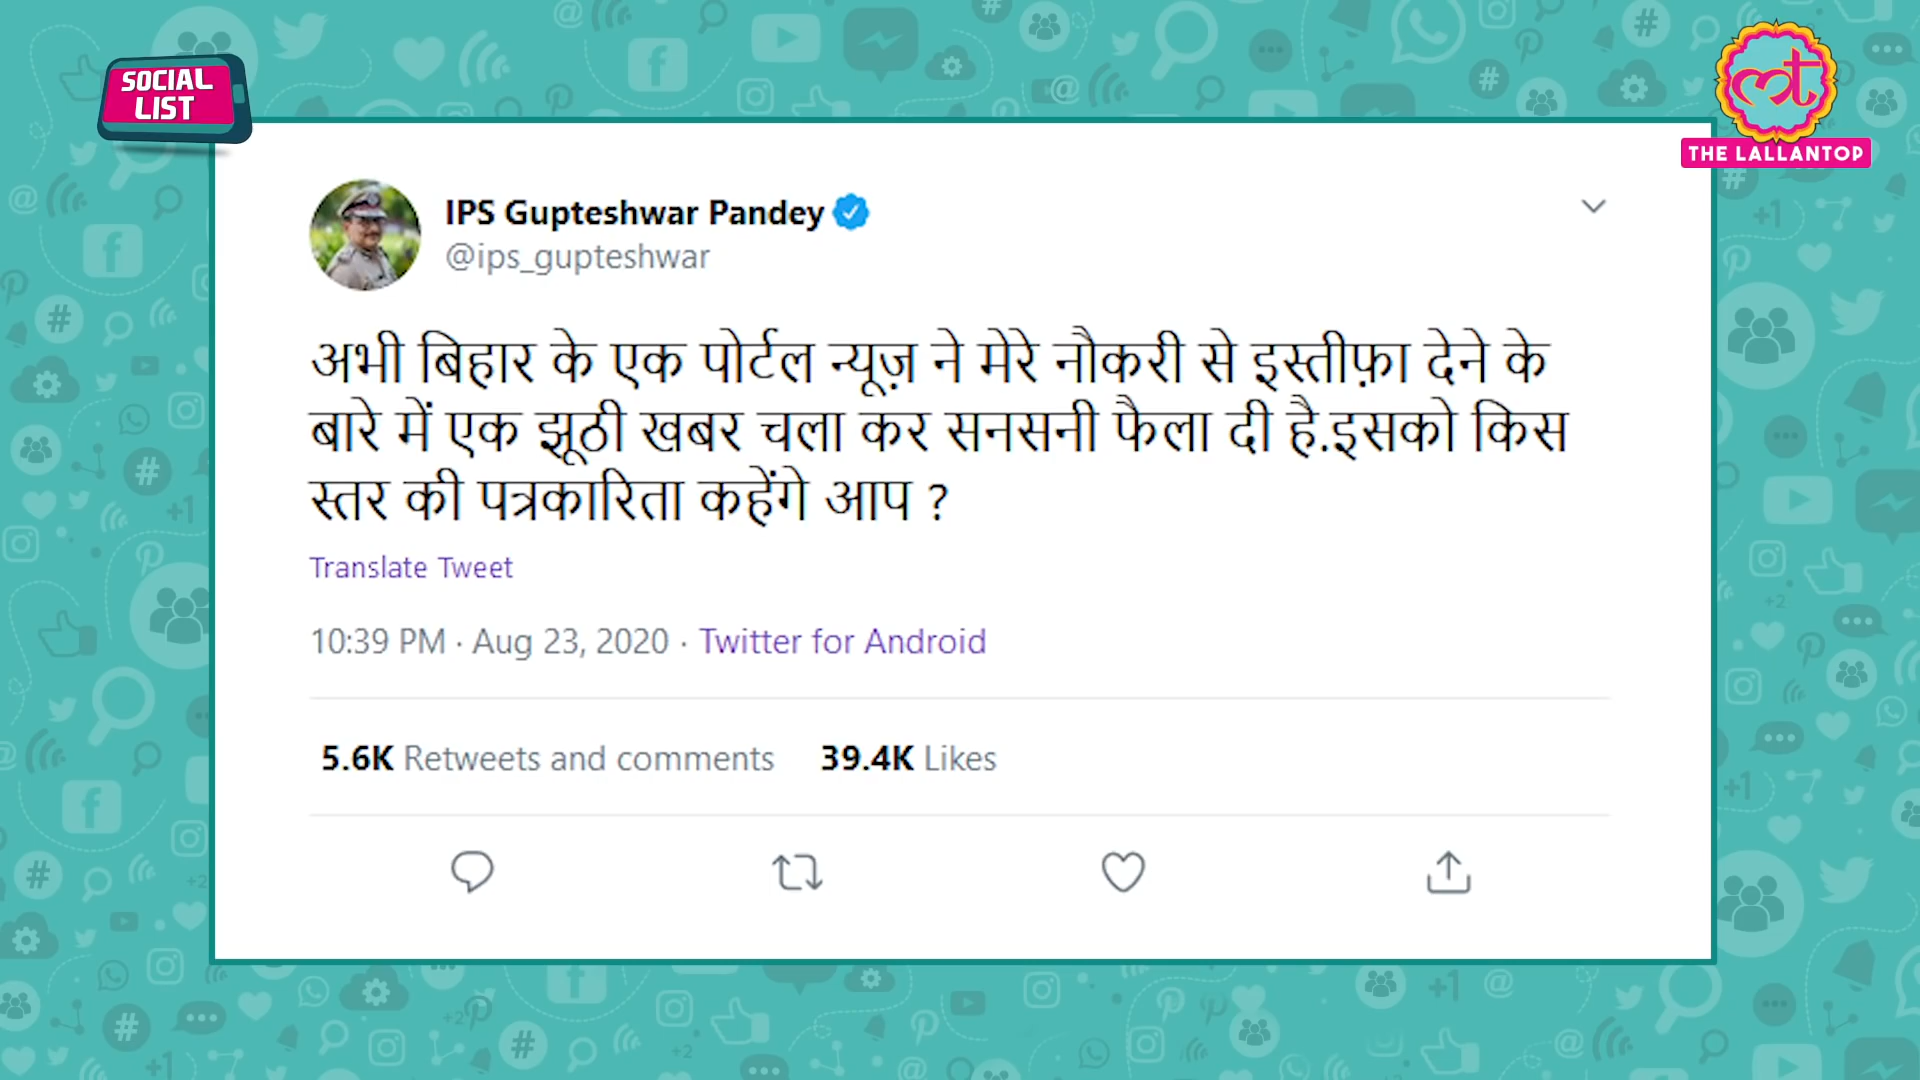 SOCIAL
LIST
THE LALLANTOP
IPS Gupteshwar Pandey
@ips_gupteshwar
अभी बिहार के एक पोर्टल न्यूज़ ने मेरे नौकरी से इस्तीफ़ा देने के
बारे में एक झूठी खबर चला कर सनसनी फैला दी है.इसको किस
स्तर की पत्रकारिता कहेंगे आप ?
Translate Tweet
10:39 PM · Aug 23, 2020 · Twitter for Android
5.6K Retweets and comments 39.4K Likes